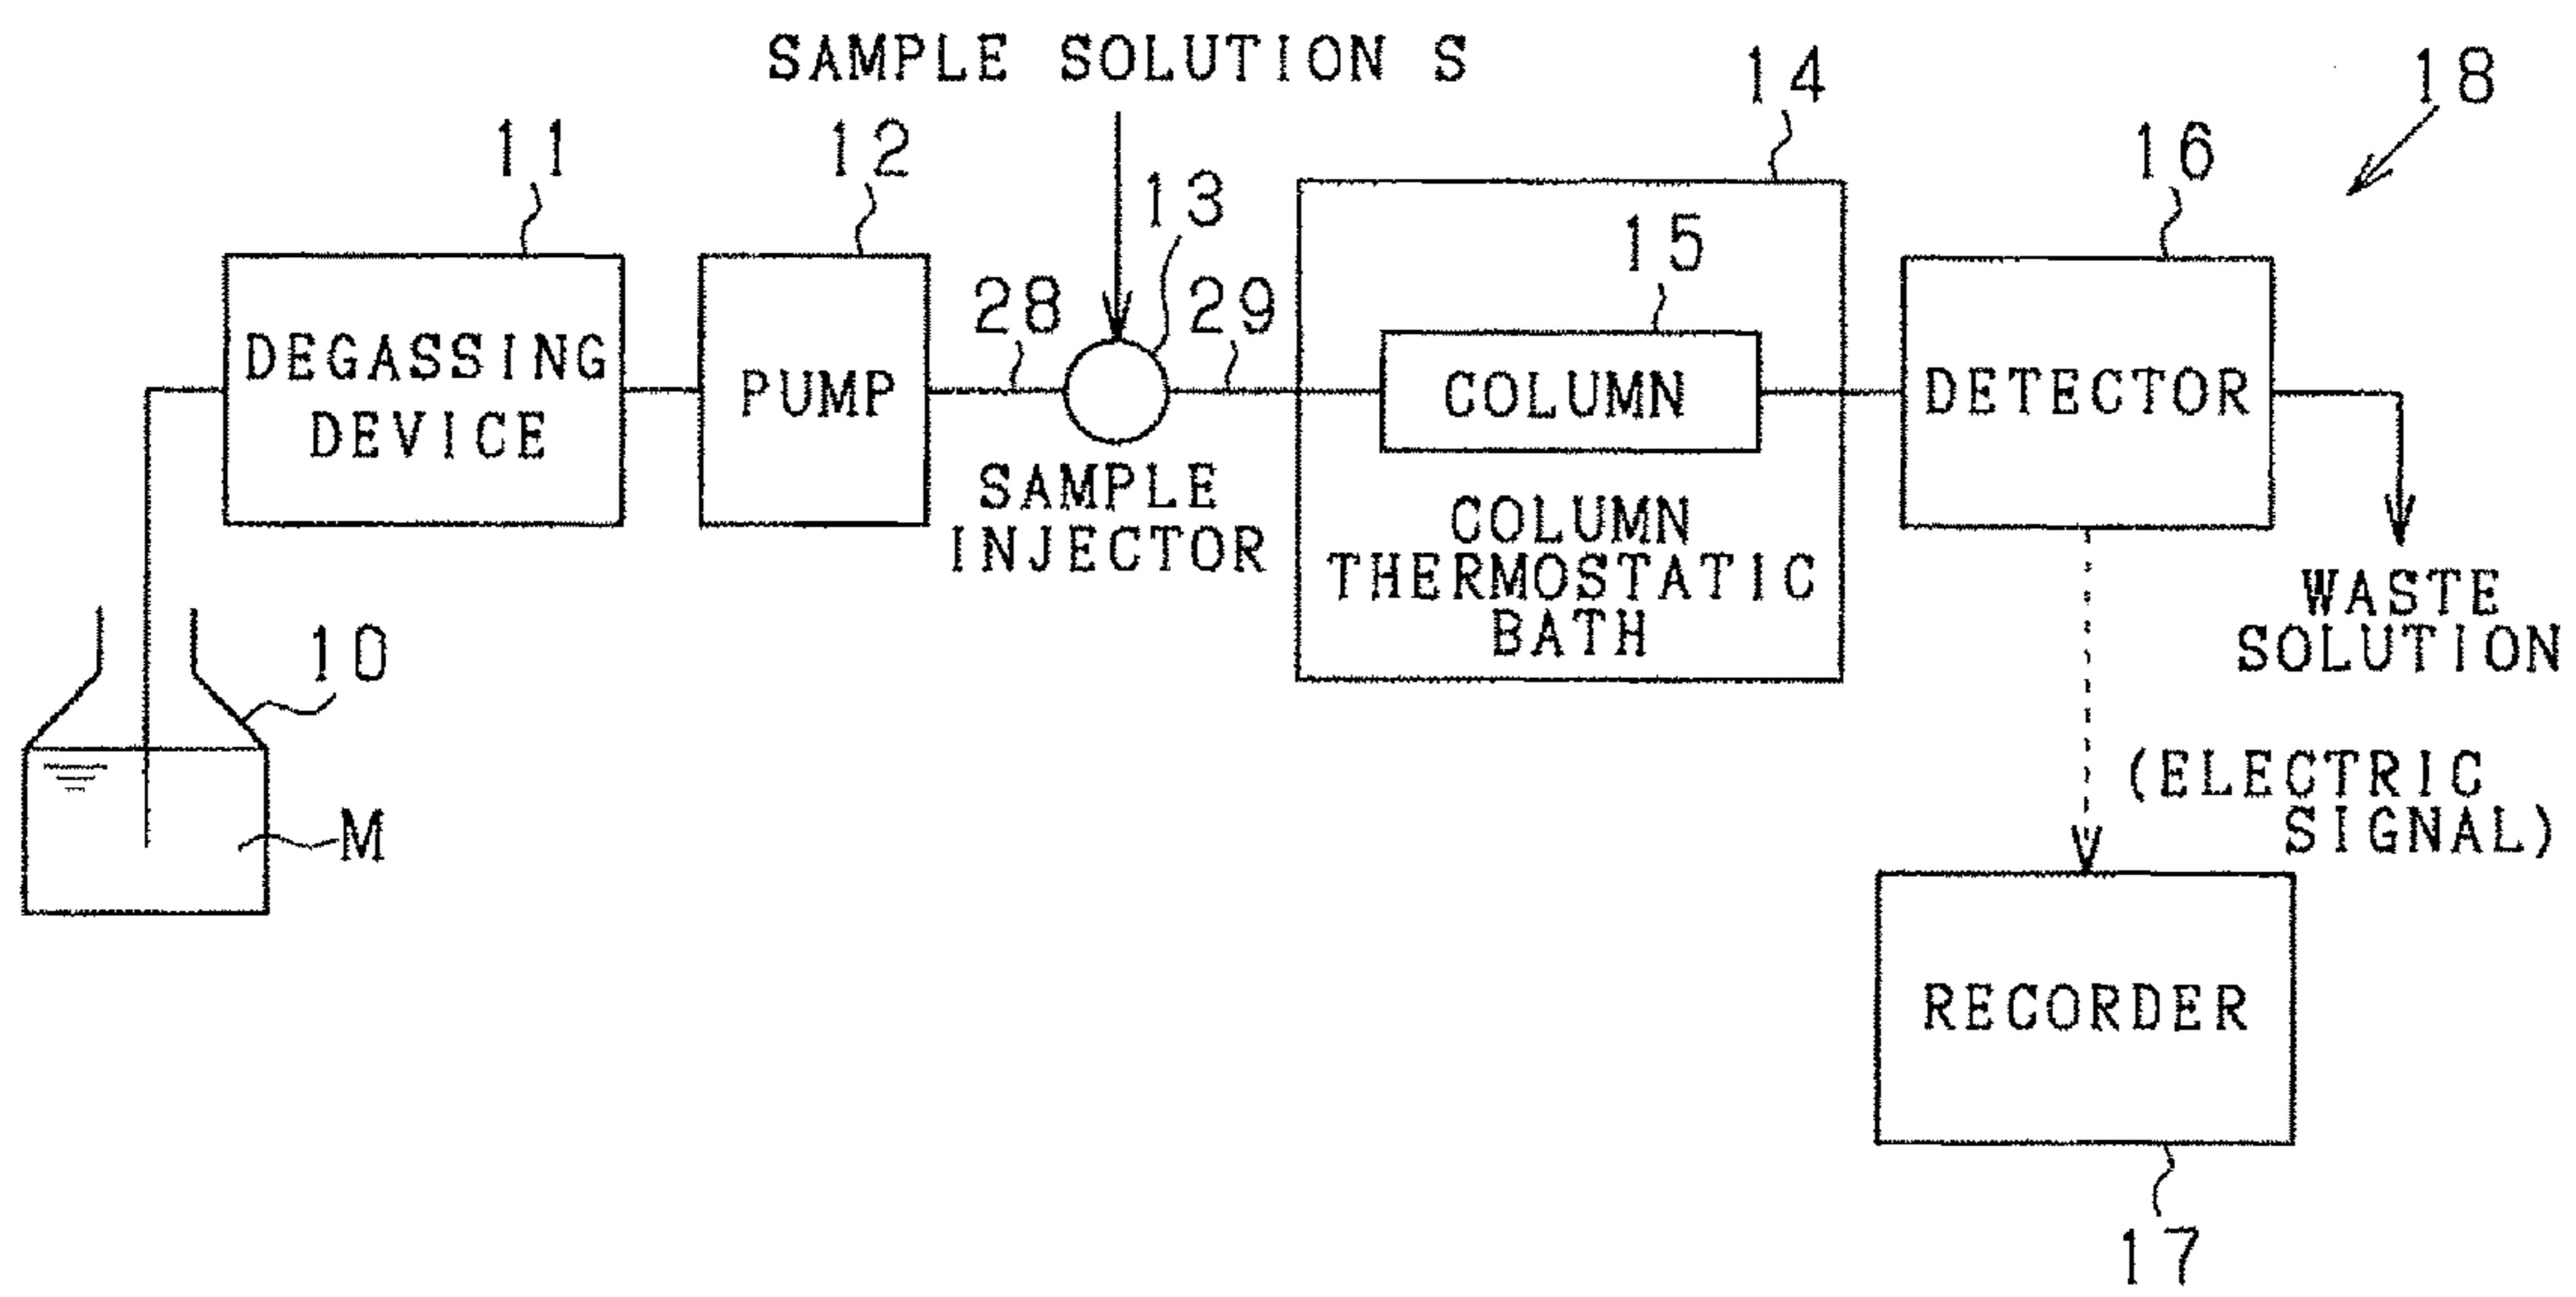 SAMPLE SOLUTION S
14
18
11
12
16
13
15
28
29
DEGASSING
DEVICE
PUMP
COLUMN
DETECTOR
SAMPLE
INJECTOR
COLUMN
THERMOSTATIC
BATH
WASTE
SOLUTION
10
M
(ELECTRIC
SIGNAL)
RECORDER
17